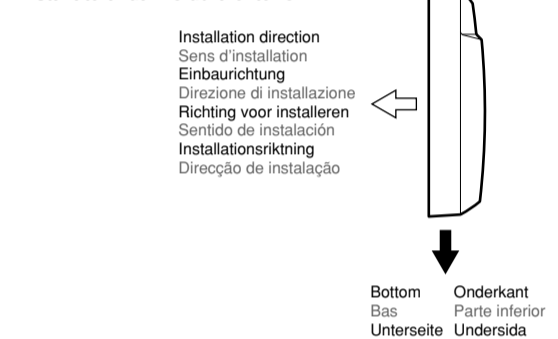 Installation direction
Sens d'installation
Einbaurichtung
Direzione di installazione
Richting voor installeren
Sentido de instalación
Installationsriktning
Direcção de instalação
Bottom Onderkant
Bas Parte inferior
Unterseite Undersida